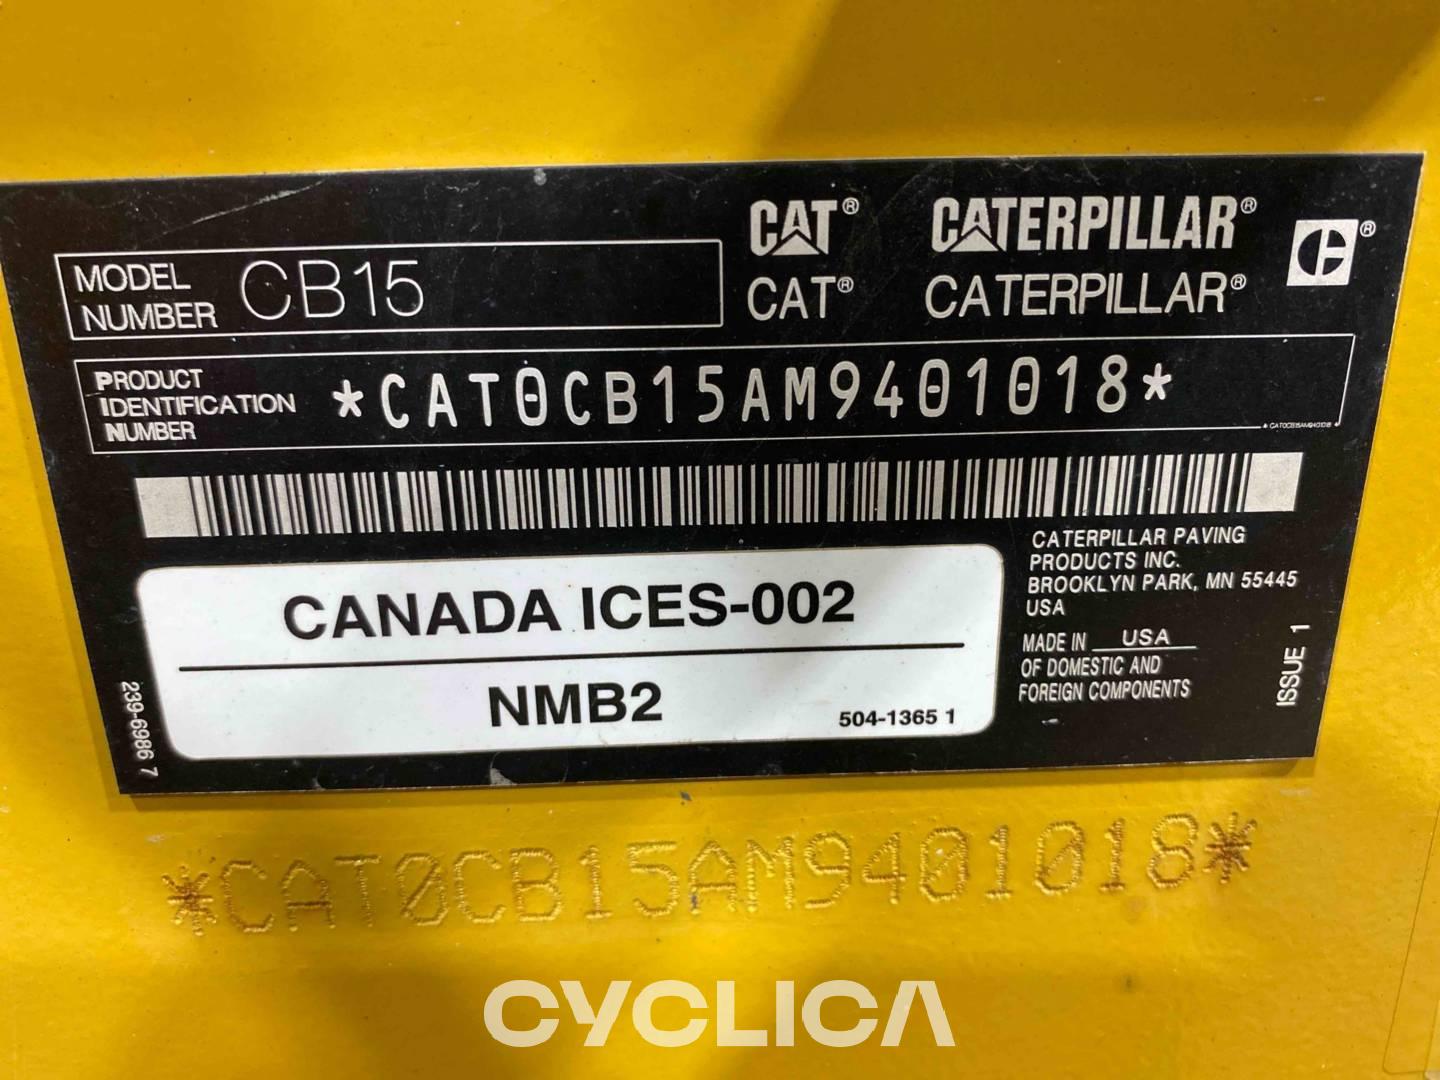 CAT® CATERPILLAR® ®
MODEL NUMBER CB15
CAT® CATERPILLAR®
PRODUCT IDENTIFICATION NUMBER *CAT0CB15AM9401018*
*CAT0CB15AM9401018*
CATERPILLAR PAVING
PRODUCTS INC.
BROOKLYN PARK, MN 55445
USA
MADE IN USA
OF DOMESTIC AND
FOREIGN COMPONENTS
ISSUE 1
CANADA ICES-002
NMB2
504-1365 1
239-6986 7
*CAT0CB15AM9401018*
CYCLICA